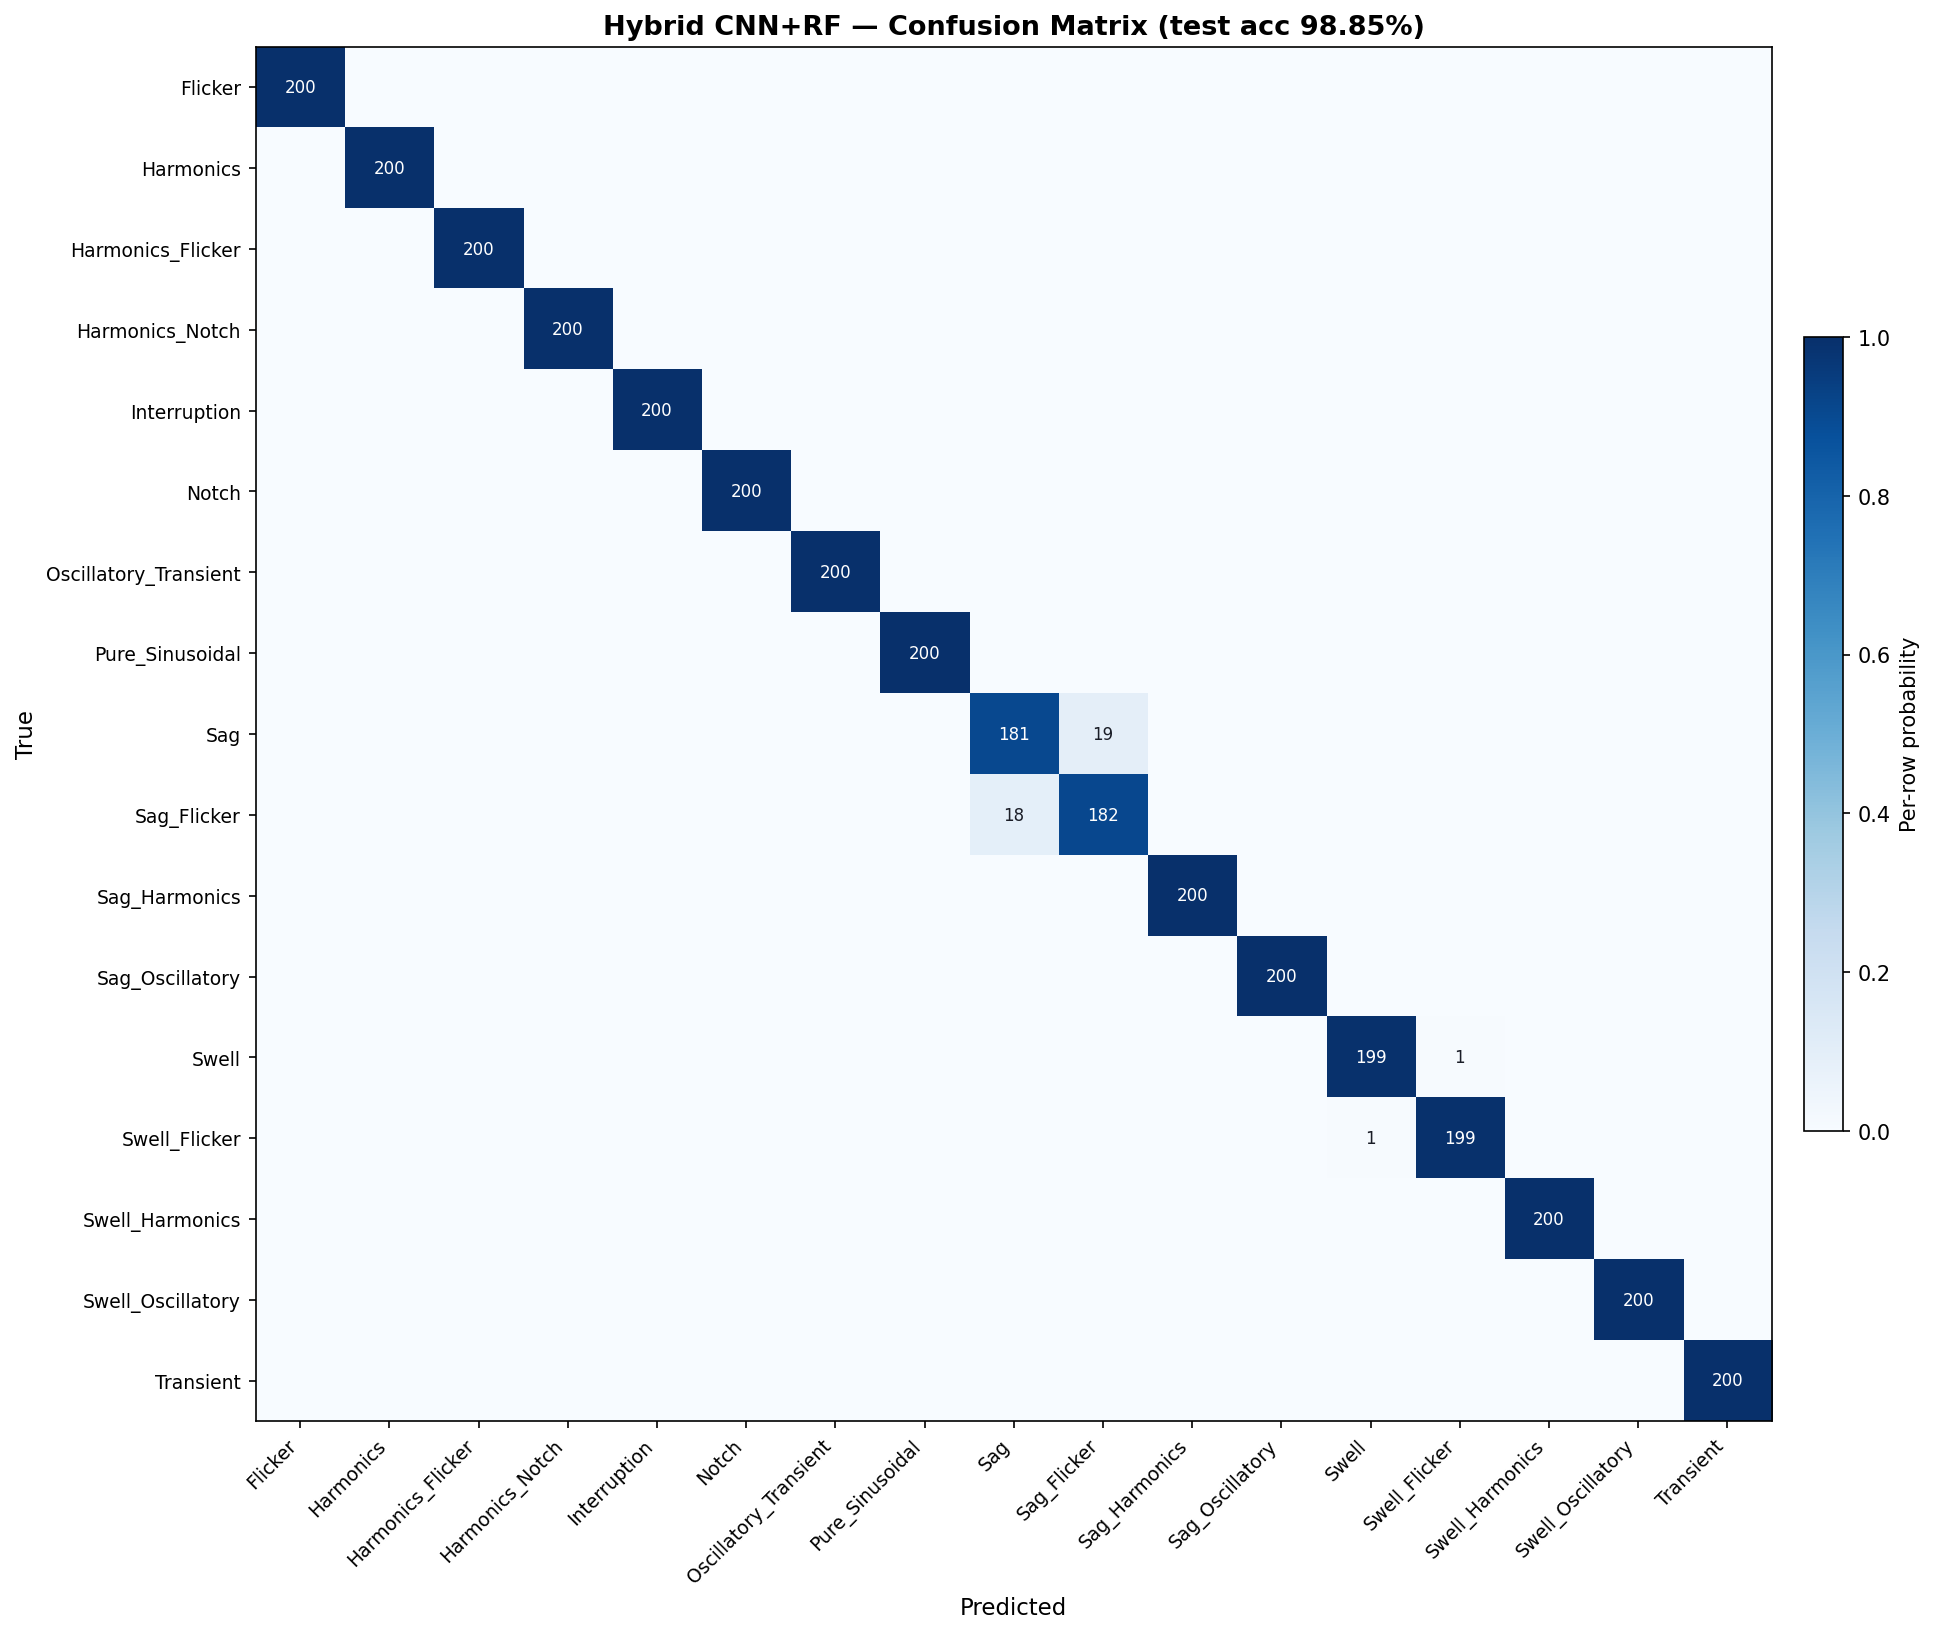 Hybrid CNN+RF — Confusion Matrix (test acc 98.85%)
True
Flicker 200
Harmonics 200
Harmonics_Flicker 200
Harmonics_Notch 200
Interruption 200
Notch 200
Oscillatory_Transient 200
Pure_Sinusoidal 200
Sag 181 19
Sag_Flicker 18 182
Sag_Harmonics 200
Sag_Oscillatory 200
Swell 199 1
Swell_Flicker 1 199
Swell_Harmonics 200
Swell_Oscillatory 200
Transient 200
Flicker
Harmonics
Harmonics_Flicker
Harmonics_Notch
Interruption
Notch
Oscillatory_Transient
Pure_Sinusoidal
Sag
Sag_Flicker
Sag_Harmonics
Sag_Oscillatory
Swell
Swell_Flicker
Swell_Harmonics
Swell_Oscillatory
Transient
Predicted
1.0
0.8
0.6
0.4
0.2
0.0
Per-row probability